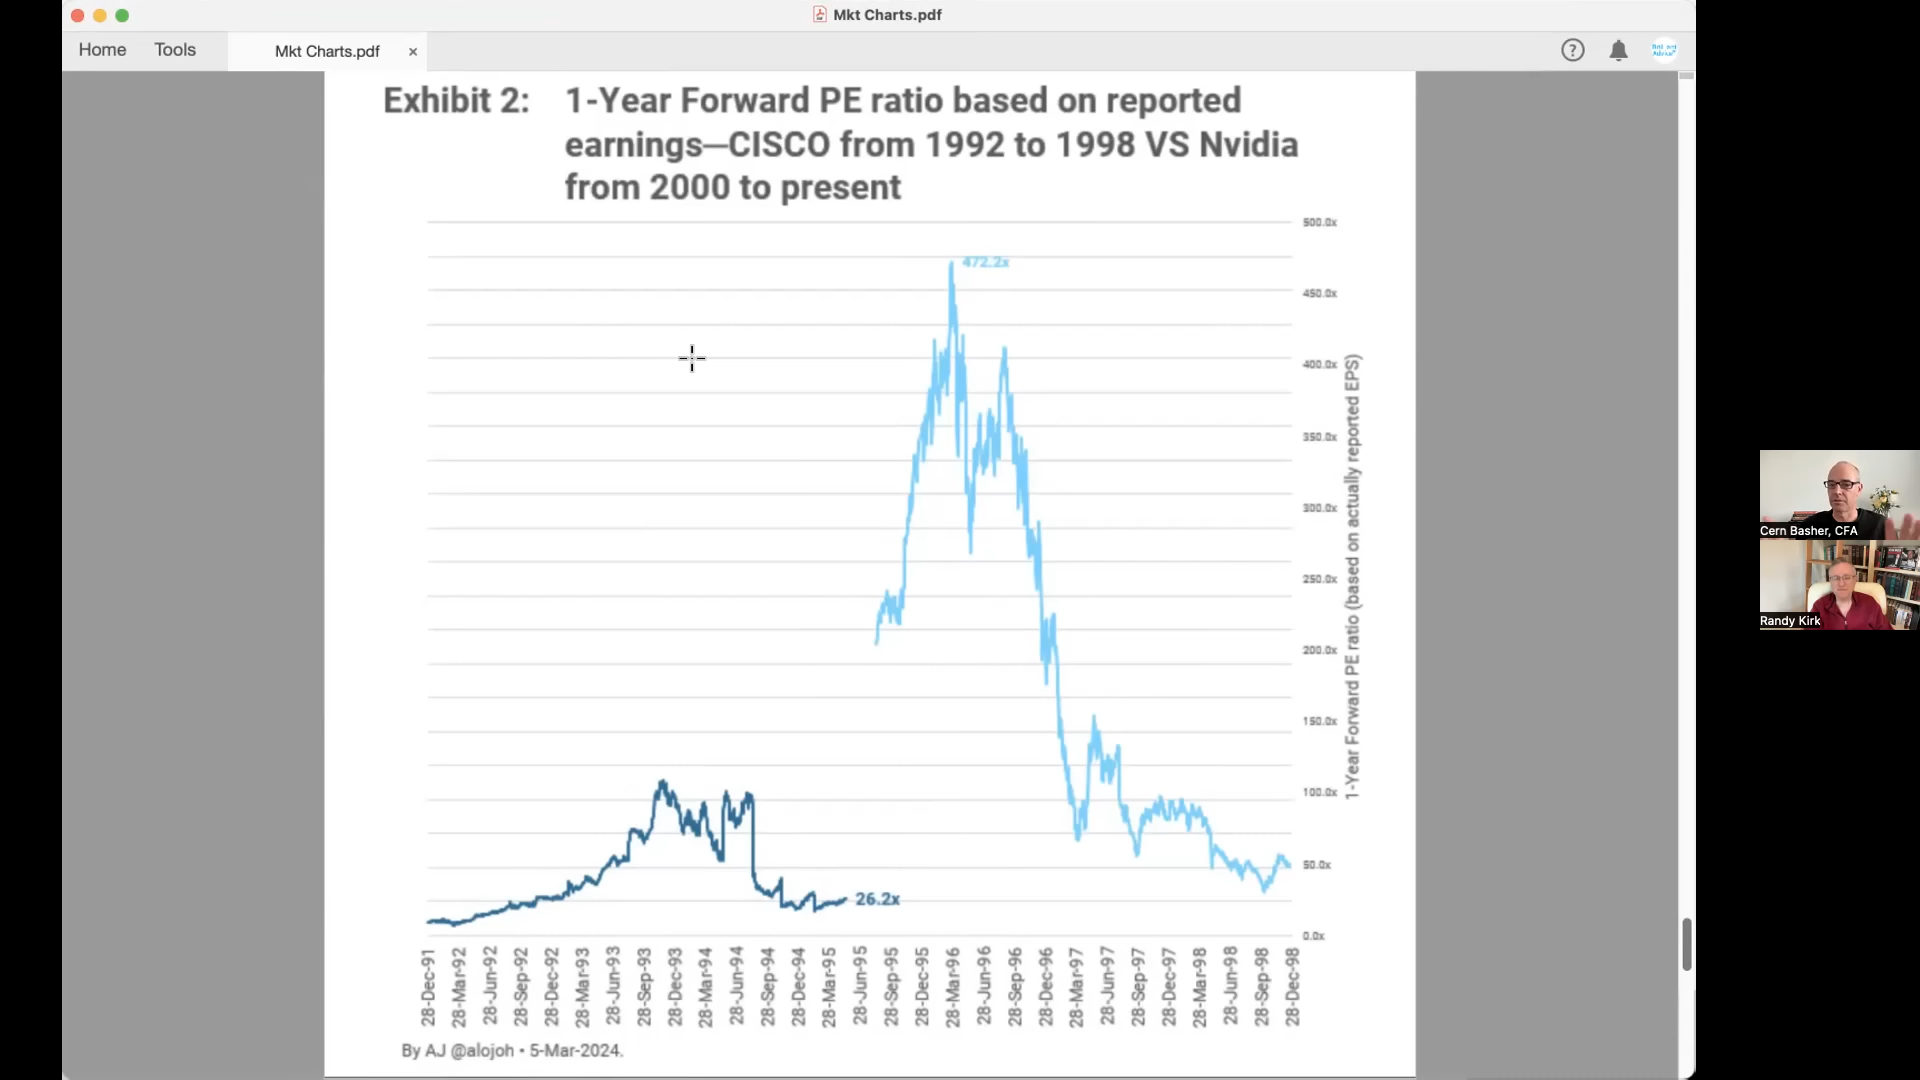 Mkt Charts.pdf
Home
Tools
Mkt Charts.pdf
×
?
Exhibit 2: 1-Year Forward PE ratio based on reported
earnings—CISCO from 1992 to 1998 VS Nvidia
from 2000 to present
500.0x
450.0x
400.0x
350.0x
300.0x
250.0x
200.0x
150.0x
100.0x
50.0x
0.0x
1-Year Forward PE ratio (based on actually reported EPS)
472.2x
26.2x
28-Dec-91
28-Mar-92
28-Jun-92
28-Sep-92
28-Dec-92
28-Mar-93
28-Jun-93
28-Sep-93
28-Dec-93
28-Mar-94
28-Jun-94
28-Sep-94
28-Dec-94
28-Mar-95
28-Jun-95
28-Sep-95
28-Dec-95
28-Mar-96
28-Jun-96
28-Sep-96
28-Dec-96
28-Mar-97
28-Jun-97
28-Sep-97
28-Dec-97
28-Mar-98
28-Jun-98
28-Sep-98
28-Dec-98
By AJ @alojoh • 5-Mar-2024.
Cern Basher, CFA
Randy Kirk